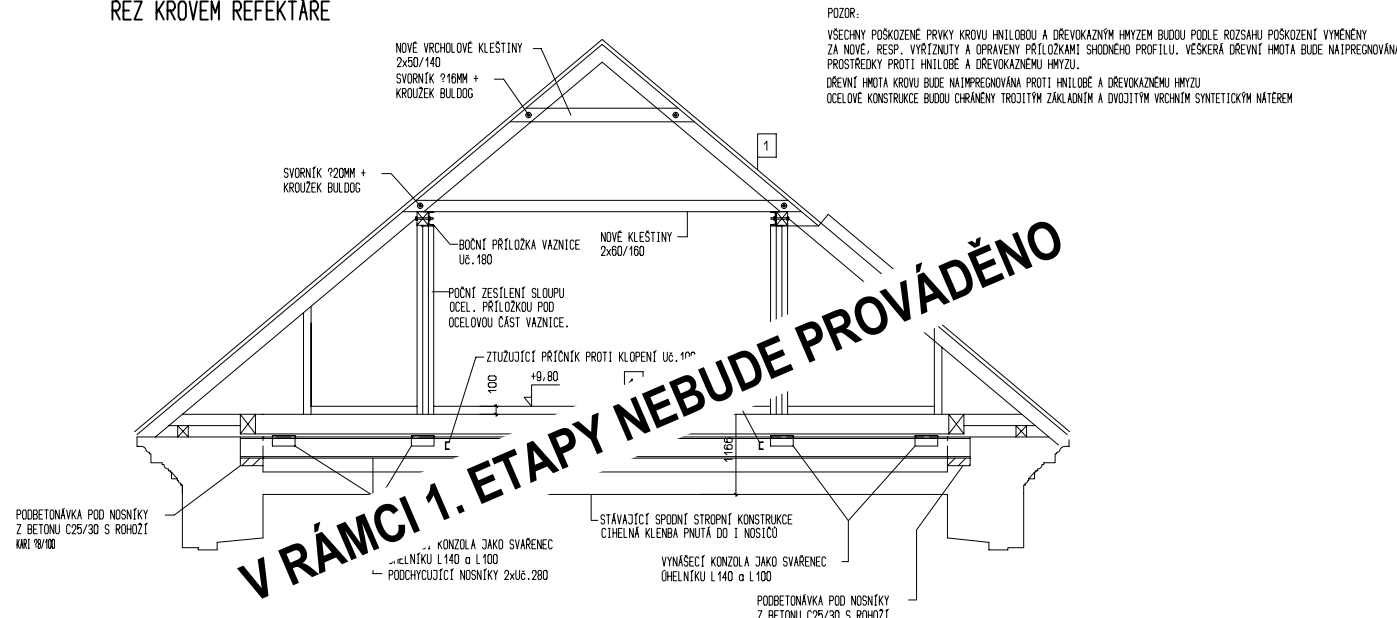 ŘEZ KROVEM REFEKTÁŘE
POZOR:
VŠECHNY POŠKOZENÉ PRVKY KROVU HNILOBOU A DŘEVOKAZNÝM HMYZEM BUDOU PODLE ROZSAHU POŠKOZENÍ VYMĚNĚNY
ZA NOVÉ, RESP. VYŘÍZNUTY A OPRAVENY PŘÍLOŽKAMI SHODNÉHO PROFILU. VEŠKERÁ DŘEVNÍ HMOTA BUDE NAIPREGNOVÁNA
PROSTŘEDKY PROTI HNILOBĚ A DŘEVOKAZNÉMU HMYZU.
DŘEVNÍ HMOTA KROVU BUDE NAIMPREGNOVÁNA PROTI HNILOBĚ A DŘEVOKAZNÉMU HMYZU
OCELOVÉ KONSTRUKCE BUDOU CHRÁNĚNY TROJITÝM ZÁKLADNÍM A DVOJITÝM VRCHNÍM SYNTETICKÝM NÁTĚREM
NOVÉ VRCHOLOVÉ KLEŠTINY
2x50/140
SVORNÍK ?16MM +
KROUŽEK BULDOG
1
SVORNÍK ?20MM +
KROUŽEK BULDOG
BOČNÍ PŘÍLOŽKA VAZNICE
Uč.180
NOVÉ KLEŠTINY
2x60/160
POČNÍ ZESÍLENÍ SLOUPU
OCEL. PŘÍLOŽKOU POD
OCELOVOU ČÁST VAZNICE.
ZTUŽUJÍCÍ PŘÍČNÍK PROTI KLOPENÍ Uč.100
100
+9,80
1166
V RÁMCI 1. ETAPY NEBUDE PROVÁDĚNO
PODBETONÁVKA POD NOSNÍKY
Z BETONU C25/30 S ROHOŽÍ
KARI ?8/100
KONZOLA JAKO SVAŘENEC
ÚHELNÍKU L140 a L100
PODCHYCUJÍCÍ NOSNÍKY 2xUč.280
STÁVAJÍCÍ SPODNÍ STROPNÍ KONSTRUKCE
CIHELNÁ KLENBA PNUTÁ DO I NOSIČŮ
VYNÁŠECÍ KONZOLA JAKO SVAŘENEC
ÚHELNÍKU L140 a L100
PODBETONÁVKA POD NOSNÍKY
Z BETONU C25/30 S ROHOŽÍ